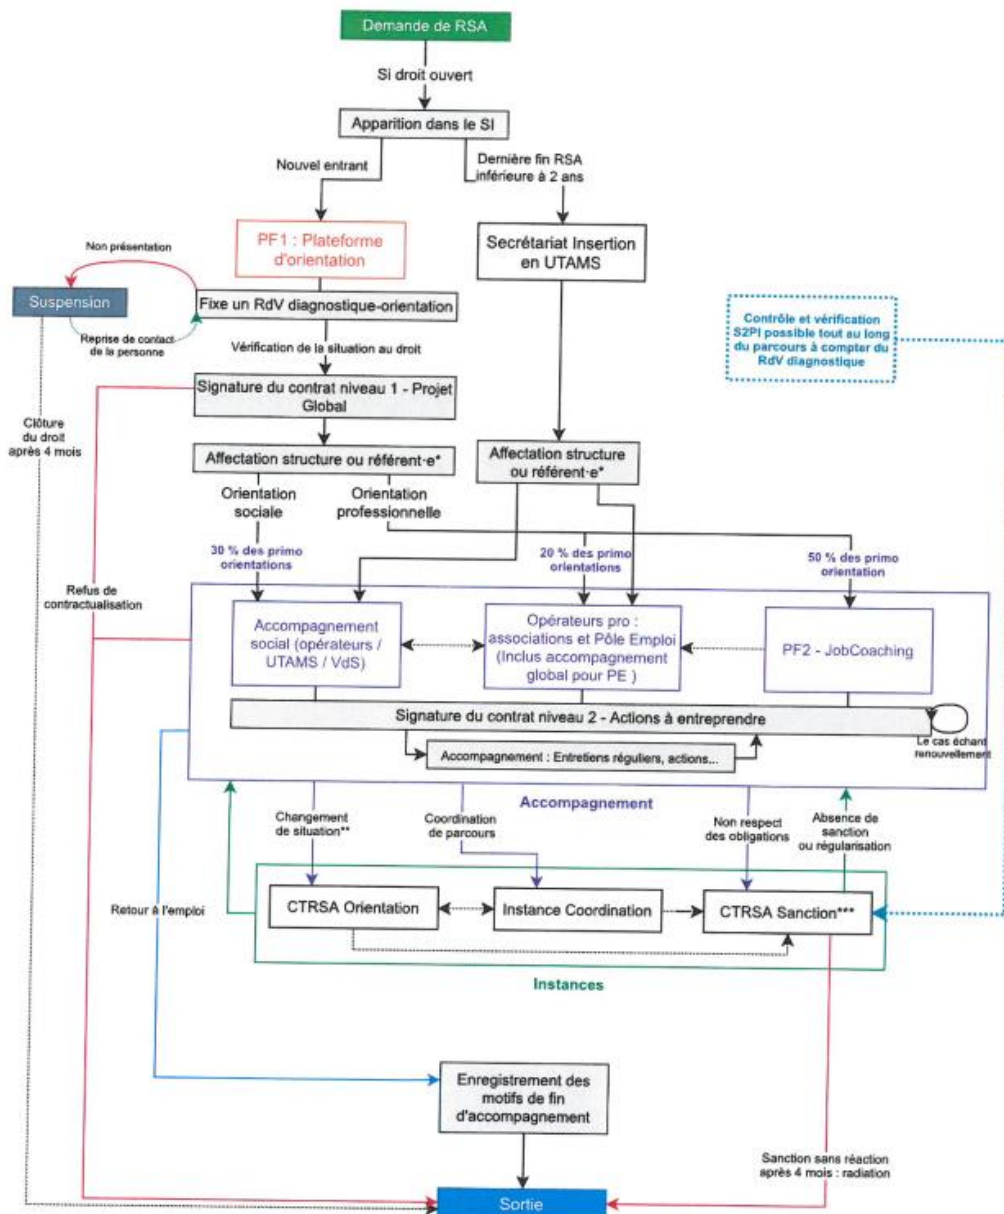 Demande de RSA
Si droit ouvert
Apparition dans le SI
Nouvel entrant
Dernière fin RSA
inférieure à 2 ans
PF1 : Plateforme
d'orientation
Secrétariat Insertion
en UTAMS
Non présentation
Suspension
Fixe un RdV diagnostique-orientation
Reprise de contact
de la personne
Contrôle et vérification
S2PI possible tout au long
du parcours à compter du
RdV diagnostique
Vérification de la situation au droit
Signature du contrat niveau 1 - Projet
Global
Clôture
du droit
après 4 mois
Affectation structure ou référent·e*
Affectation structure
ou référent·e*
Orientation
sociale
Orientation
professionnelle
30 % des primo
orientations
20 % des primo
orientations
50 % des primo
orientation
Refus de
contractualisation
Accompagnement
social (opérateurs /
UTAMS / VdS)
Opérateurs pro :
associations et Pôle Emploi
(Inclus accompagnement
global pour PE )
PF2 - JobCoaching
Signature du contrat niveau 2 - Actions à entreprendre
Le cas échant
renouvellement
Accompagnement : Entretiens réguliers, actions...
Accompagnement
Changement
de situation**
Coordination
de parcours
Non respect
des obligations
Absence de
sanction
ou régularisation
Retour à l'emploi
CTRSA Orientation
Instance Coordination
CTRSA Sanction***
Instances
Enregistrement des
motifs de fin
d'accompagnement
Sanction sans réaction
après 4 mois : radiation
Sortie